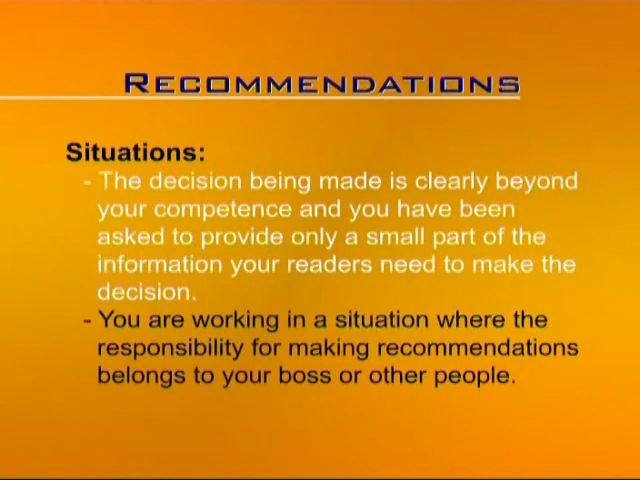 RECOMMENDATIONS
Situations:
- The decision being made is clearly beyond
your competence and you have been
asked to provide only a small part of the
information your readers need to make the
decision.
- You are working in a situation where the
responsibility for making recommendations
belongs to your boss or other people.